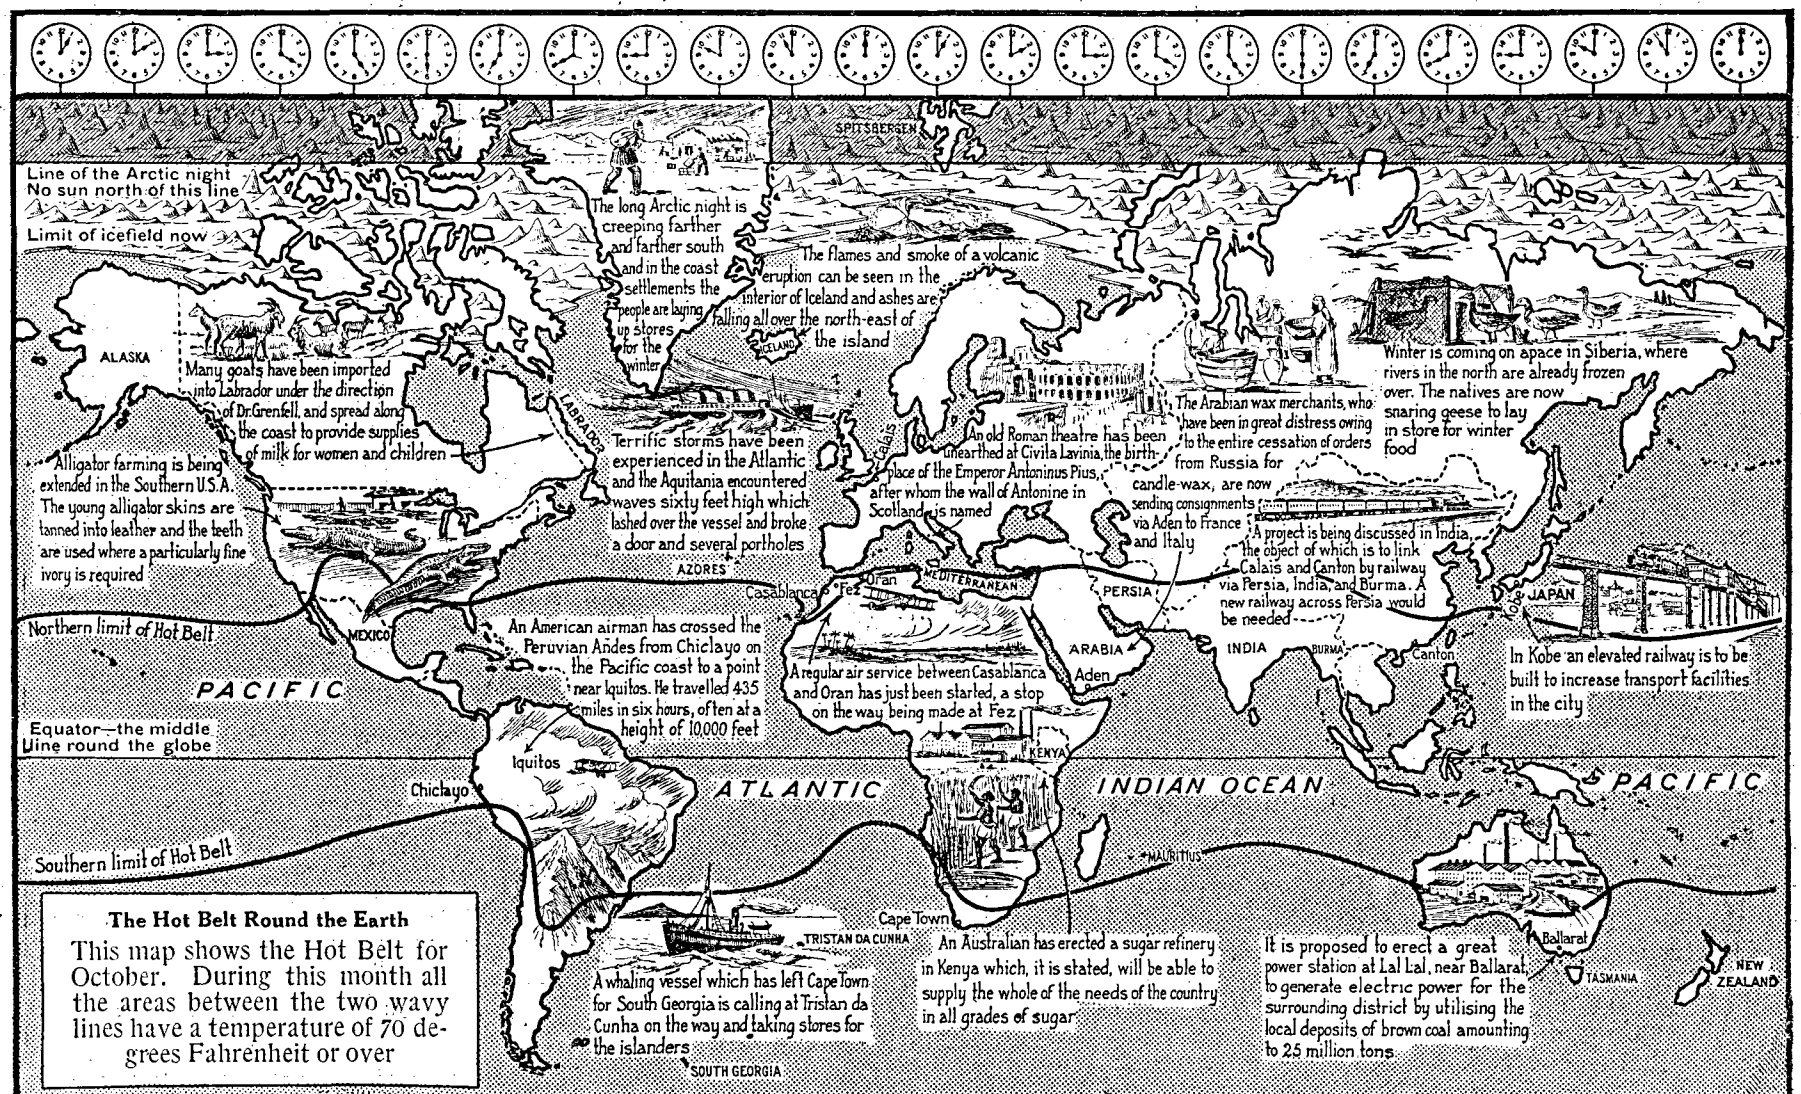 SPITSBERGEN
Line of the Arctic night
No sun north of this line
Limit of icefield now
The long Arctic night is
creeping farther
and farther south
and in the coast
settlements the
people are laying
up stores
for the
winter
The flames and smoke of a volcanic
eruption can be seen in the
interior of Iceland and ashes are
falling all over the north-east of
the island
ICELAND
ALASKA
Many goats have been imported
into Labrador under the direction
of Dr. Grenfell, and spread along
the coast to provide supplies
of milk for women and children
LABRADOR
Terrific storms have been
experienced in the Atlantic
and the Aquitania encountered
waves sixty feet high which
lashed over the vessel and broke
a door and several portholes
Calais
An old Roman theatre has been
unearthed at Civita Lavinia, the birth-
place of the Emperor Antoninus Pius,
after whom the wall of Antonine in
Scotland is named
The Arabian wax merchants, who
have been in great distress owing
to the entire cessation of orders
from Russia for
candle-wax, are now
sending consignments
via Aden to France
and Italy
Winter is coming on apace in Siberia, where
rivers in the north are already frozen
over. The natives are now
snaring geese to lay
in store for winter
food
Alligator farming is being
extended in the Southern U.S.A.
The young alligator skins are
tanned into leather and the teeth
are used where a particularly fine
ivory is required
A project is being discussed in India,
the object of which is to link
Calais and Canton by railway
via Persia, India, and Burma. A
new railway across Persia would
be needed
AZORES
Casablanca
Fez
Oran
MEDITERRANEAN
PERSIA
Kobe
JAPAN
Northern limit of Hot Belt
MEXICO
An American airman has crossed the
Peruvian Andes from Chiclayo on
the Pacific coast to a point
near Iquitos. He travelled 435
miles in six hours, often at a
height of 10,000 feet
A regular air service between Casablanca
and Oran has just been started, a stop
on the way being made at Fez
ARABIA
Aden
INDIA
BURMA
Canton
In Kobe an elevated railway is to be
built to increase transport facilities
in the city
PACIFIC
Equator—the middle
line round the globe
KENYA
Iquitos
Chiclayo
ATLANTIC
INDIAN OCEAN
S PACIFIC
Southern limit of Hot Belt
MAURITIUS
The Hot Belt Round the Earth
This map shows the Hot Belt for
October. During this month all
the areas between the two wavy
lines have a temperature of 70 de-
grees Fahrenheit or over
Cape Town
TRISTAN DA CUNHA
A whaling vessel which has left Cape Town
for South Georgia is calling at Tristan da
Cunha on the way and taking stores for
the islanders
SOUTH GEORGIA
An Australian has erected a sugar refinery
in Kenya which, it is stated, will be able to
supply the whole of the needs of the country
in all grades of sugar
It is proposed to erect a great
power station at Lal Lal, near Ballarat,
to generate electric power for the
surrounding district by utilising the
local deposits of brown coal amounting
to 25 million tons
Ballarat
TASMANIA
NEW
ZEALAND